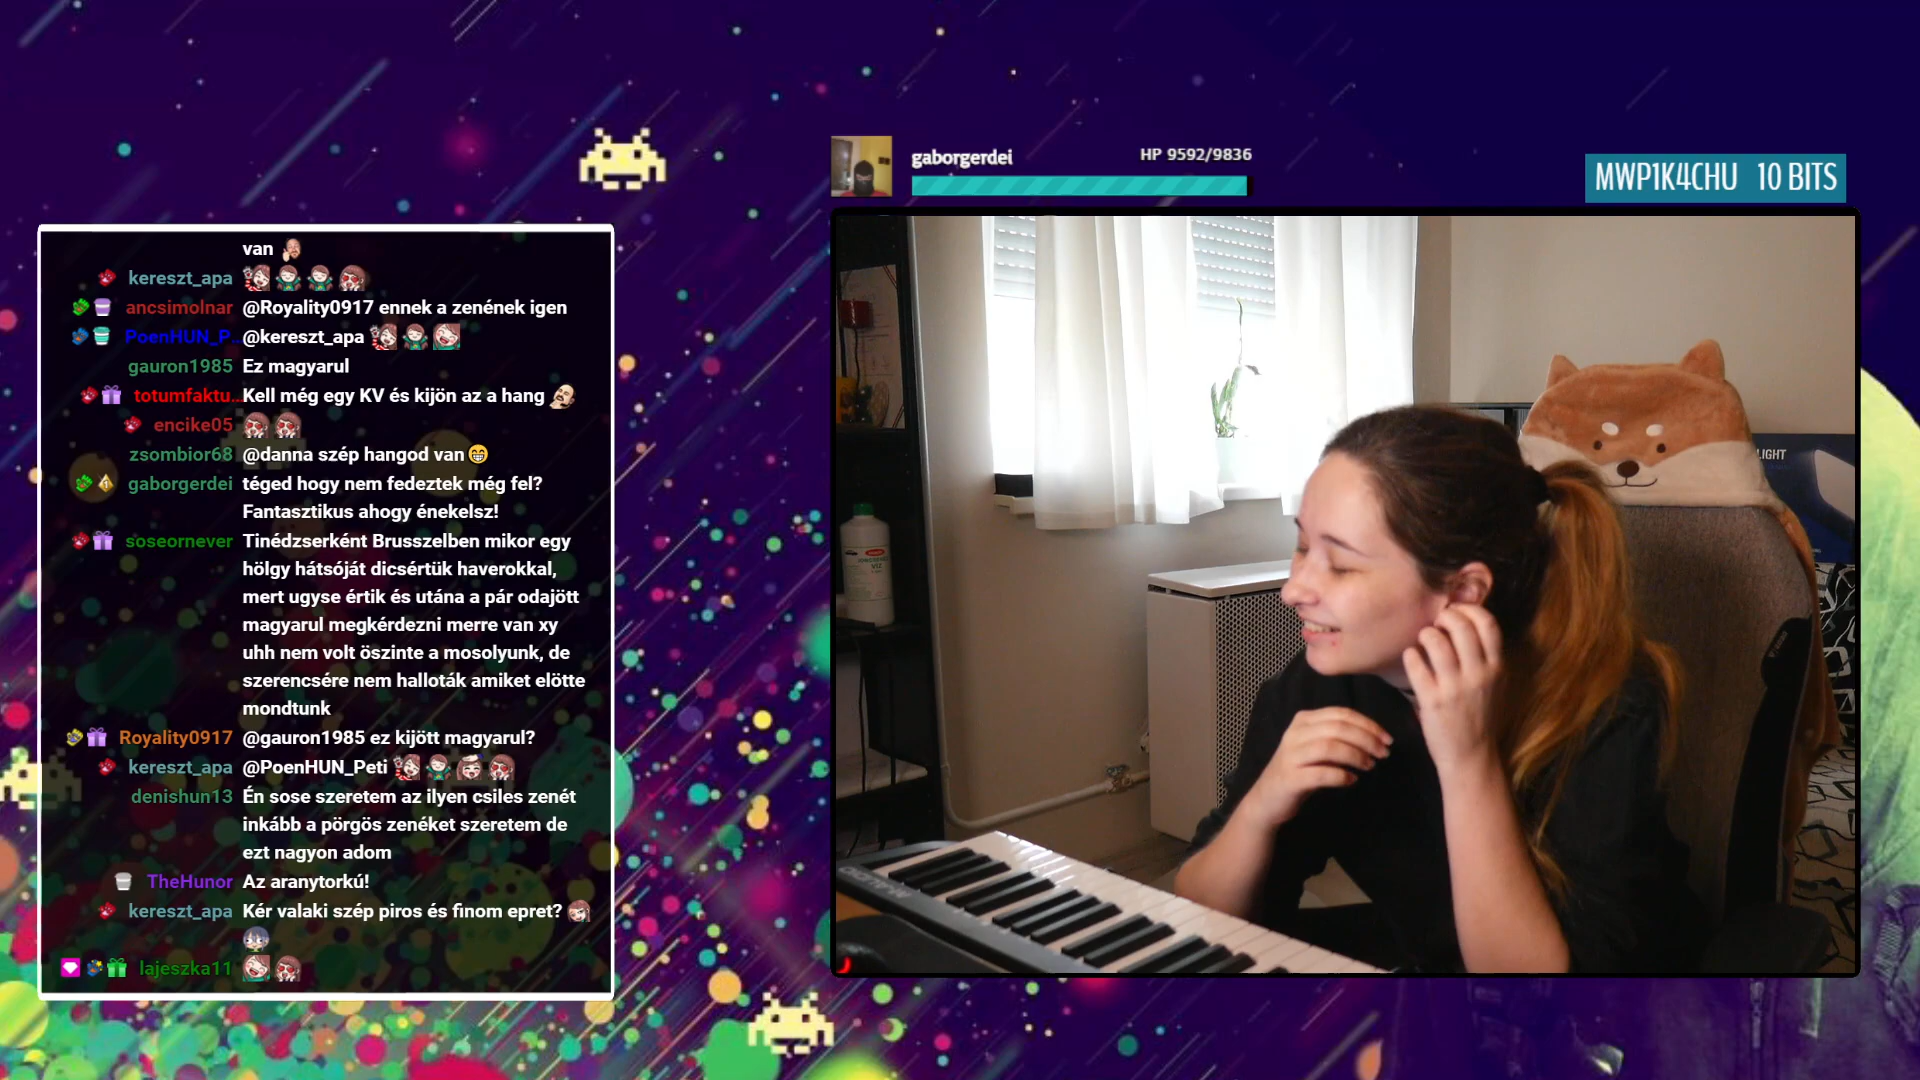 gaborgerdei HP 9592/9836
MWP1K4CHU 10 BITS
van
kereszt_apa
ancsimolnar @Royality0917 ennek a zenének igen
PoenHUN_P... @kereszt_apa
gauron1985 Ez magyarul
totumfaktu... Kell még egy KV és kijön az a hang
encike05
zsombior68 @danna szép hangod van
gaborgerdei téged hogy nem fedeztek még fel?
Fantasztikus ahogy énekelsz!
soseornever Tinédzserként Brusszelben mikor egy
hölgy hátsóját dicsértük haverokkal,
mert ugyse értik és utána a pár odajött
magyarul megkérdezni merre van xy
uhh nem volt öszinte a mosolyunk, de
szerencsére nem halloták amiket elötte
mondtunk
Royality0917 @gauron1985 ez kijött magyarul?
kereszt_apa @PoenHUN_Peti
denishun13 Én sose szeretem az ilyen csiles zenét
inkább a pörgös zenéket szeretem de
ezt nagyon adom
TheHunor Az aranytorkú!
kereszt_apa Kér valaki szép piros és finom epret?
lajeszka11
LIGHT
VIZ